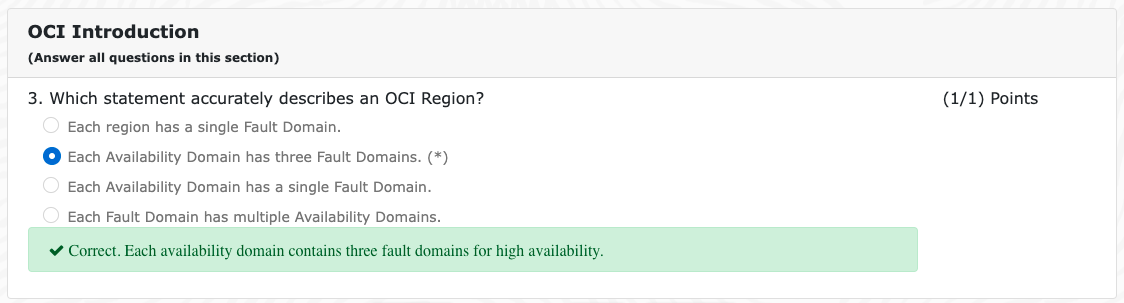 OCI Introduction
(Answer all questions in this section)
3. Which statement accurately describes an OCI Region? (1/1) Points
Each region has a single Fault Domain.
Each Availability Domain has three Fault Domains. (*)
Each Availability Domain has a single Fault Domain.
Each Fault Domain has multiple Availability Domains.
✔ Correct. Each availability domain contains three fault domains for high availability.